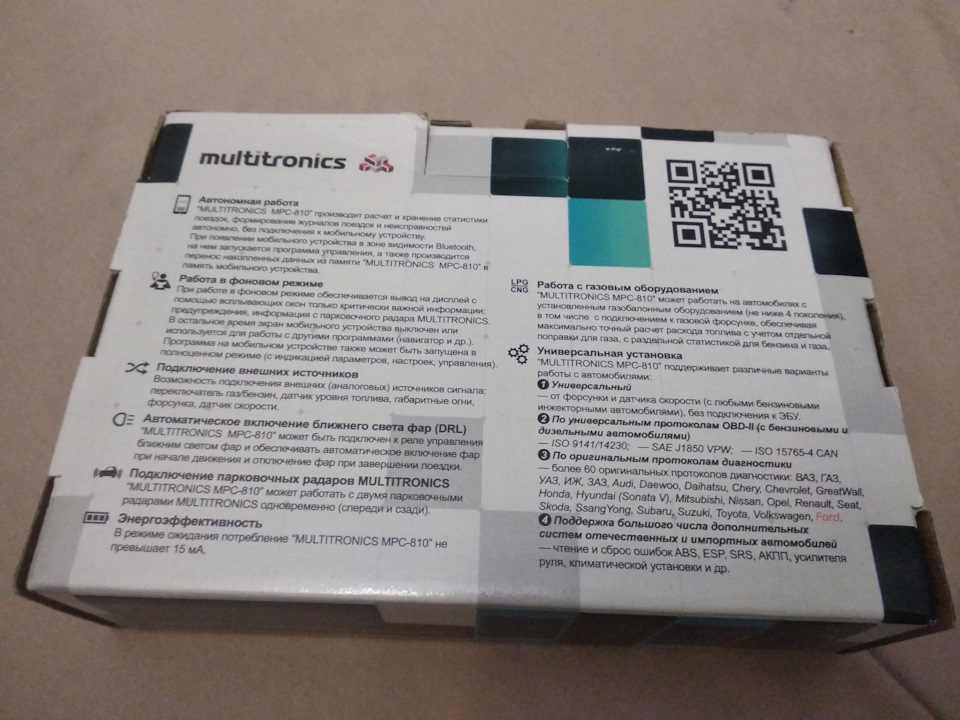 multitronics
Автономная работа
"MULTITRONICS MPC-810" производит расчет и хранение статистики
поездок, формирование журналов поездок и неисправностей
автономно, без подключения к мобильному устройству.
При появлении мобильного устройства в зоне видимости Bluetooth,
на нем запускается программа управления, а также производится
перенос накопленных данных из памяти "MULTITRONICS MPC-810" в
память мобильного устройства.
Работа в фоновом режиме
При работе в фоновом режиме обеспечивается вывод на дисплей с
помощью всплывающих окон только критически важной информации:
предупреждения, информация с парковочного радара MULTITRONICS.
В остальное время экран мобильного устройства выключен или
используется для работы с другими программами (навигатор и др.).
Программа на мобильном устройстве также может быть запущена в
полноценном режиме (с индикацией параметров, настроек, управления).
Подключение внешних источников
Возможность подключения внешних (аналоговых) источников сигнала:
переключатель газ/бензин, датчик уровня топлива, габаритные огни,
форсунка, датчик скорости.
Автоматическое включение ближнего света фар (DRL)
"MULTITRONICS MPC-810" может быть подключен к реле управления
ближним светом фар и обеспечивать автоматическое включение фар
при начале движения и отключение фар при завершении поездки.
Подключение парковочных радаров MULTITRONICS
"MULTITRONICS MPC-810" может работать с двумя парковочными
радарами MULTITRONICS одновременно (спереди и сзади).
Энергоэффективность
В режиме ожидания потребление "MULTITRONICS MPC-810" не
превышает 15 мА.
LPG
CNG
Работа с газовым оборудованием
"MULTITRONICS MPC-810" может работать на автомобилях с
установленным газобалонным оборудованием (не ниже 4 поколения),
в том числе с подключением к газовой форсунке, обеспечивая
максимально точный расчет расхода топлива с учетом отдельной
поправки для газа, с раздельной статистикой для бензина и газа.
Универсальная установка
"MULTITRONICS MPC-810" поддерживает различные варианты
работы с автомобилями:
1 Универсальный
— от форсунки и датчика скорости (с любыми бензиновыми
инжекторными автомобилями), без подключения к ЭБУ.
2 По универсальным протоколам OBD-II (с бензиновыми и
дизельными автомобилями)
— ISO 9141/14230; — SAE J1850 VPW; — ISO 15765-4 CAN
3 По оригинальным протоколам диагностики
— более 60 оригинальных протоколов диагностики: ВАЗ, ГАЗ,
УАЗ, ИЖ, ЗАЗ, Audi, Daewoo, Daihatsu, Chery, Chevrolet, GreatWall,
Honda, Hyundai (Sonata V), Mitsubishi, Nissan, Opel, Renault, Seat,
Skoda, SsangYong, Subaru, Suzuki, Toyota, Volkswagen, Ford.
4 Поддержка большого числа дополнительных
систем отечественных и импортных автомобилей
— чтение и сброс ошибок ABS, ESP, SRS, АКПП, усилителя
руля, климатической установки и др.